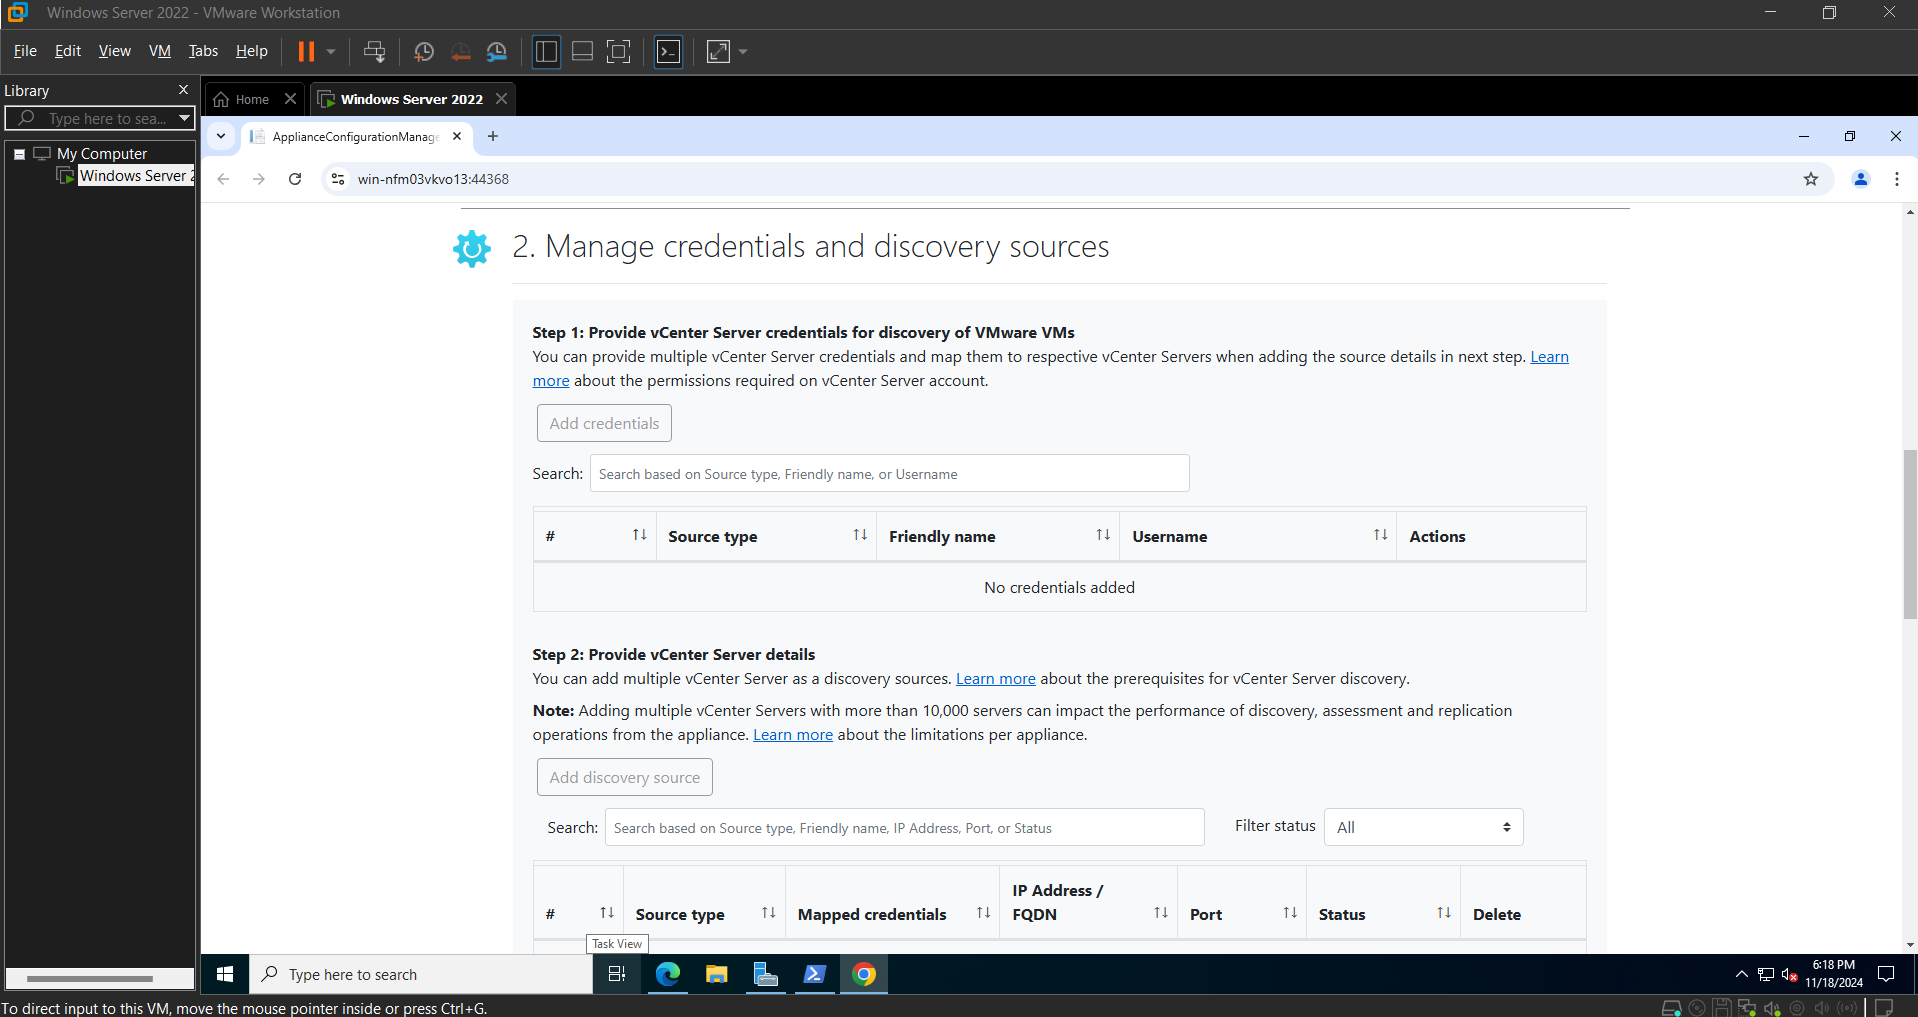 Windows Server 2022 - VMware Workstation
File Edit View VM Tabs Help
Library
Home
Windows Server 2022
Type here to sea...
ApplianceConfigurationManage
My Computer
Windows Server 2
win-nfm03vkvo13:44368
2. Manage credentials and discovery sources
Step 1: Provide vCenter Server credentials for discovery of VMware VMs
You can provide multiple vCenter Server credentials and map them to respective vCenter Servers when adding the source details in next step. Learn
more about the permissions required on vCenter Server account.
Add credentials
Search: Search based on Source type, Friendly name, or Username
# Source type Friendly name Username Actions
No credentials added
Step 2: Provide vCenter Server details
You can add multiple vCenter Server as a discovery sources. Learn more about the prerequisites for vCenter Server discovery.
Note: Adding multiple vCenter Servers with more than 10,000 servers can impact the performance of discovery, assessment and replication
operations from the appliance. Learn more about the limitations per appliance.
Add discovery source
Search: Search based on Source type, Friendly name, IP Address, Port, or Status Filter status All
IP Address /
# Source type Mapped credentials FQDN Port Status Delete
Task View
Type here to search
6:18 PM
11/18/2024
To direct input to this VM, move the mouse pointer inside or press Ctrl+G.